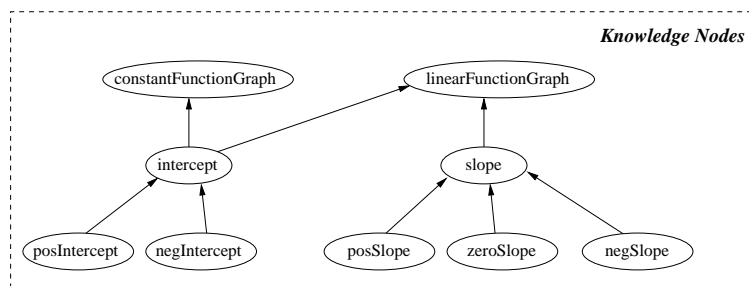 Knowledge Nodes
constantFunctionGraph
linearFunctionGraph
intercept
slope
posIntercept
negIntercept
posSlope
zeroSlope
negSlope